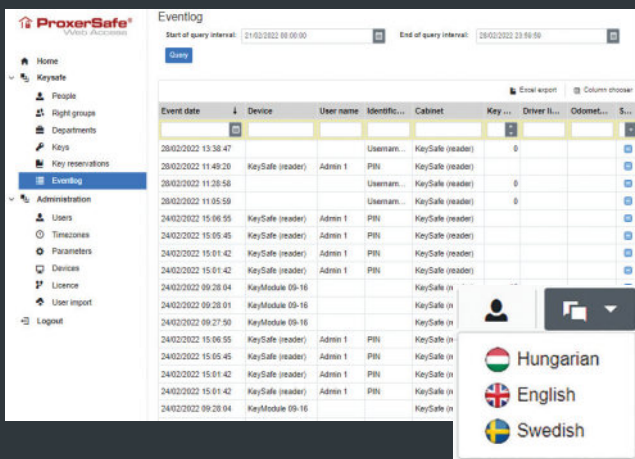 ProxerSafe®
Web Access
Home
Keysafe
People
Right groups
Departments
Keys
Key reservations
Eventlog
Administration
Users
Timezones
Parameters
Devices
Licence
User import
Logout
Eventlog
Start of query interval: 21/02/2022 00:00:00 End of query interval: 28/02/2022 23:59:59
Query
Excel export Column chooser
Event date ↓ Device User name Identific... Cabinet Key ... Driver li... Odomet... S...
28/02/2022 13:38:47 Usernam... KeySafe (reader) 0
28/02/2022 11:49:20 KeySafe (reader) Admin 1 PIN KeySafe (reader)
28/02/2022 11:28:58 Usernam... KeySafe (reader) 0
28/02/2022 11:05:59 Usernam... KeySafe (reader) 0
24/02/2022 15:06:55 KeySafe (reader) Admin 1 PIN KeySafe (reader)
24/02/2022 15:05:45 KeySafe (reader) Admin 1 PIN KeySafe (reader)
24/02/2022 15:01:42 KeySafe (reader) Admin 1 PIN KeySafe (reader)
24/02/2022 15:01:42 KeySafe (reader) Admin 1 PIN KeySafe (reader)
24/02/2022 09:28:04 KeyModule 09-16 KeySafe
24/02/2022 09:28:01 KeyModule 09-16 KeySafe
24/02/2022 09:27:50 KeyModule 09-16 KeySafe
24/02/2022 15:06:55 KeySafe (reader) Admin 1 PIN KeySafe
24/02/2022 15:05:45 KeySafe (reader) Admin 1 PIN KeySafe
24/02/2022 15:01:42 KeySafe (reader) Admin 1 PIN KeySafe
24/02/2022 15:01:42 KeySafe (reader) Admin 1 PIN KeySafe
24/02/2022 09:28:04 KeyModule 09-16 KeySafe
Hungarian
English
Swedish